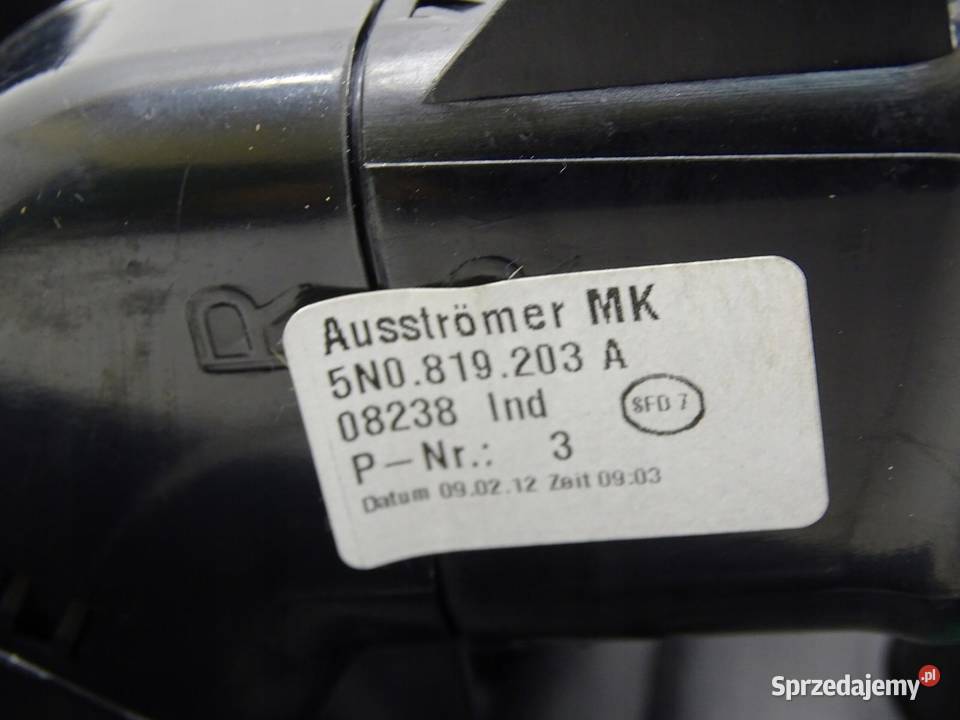 Ausströmer MK
5N0.819.203 A
08238 Ind
SFD 7
P-Nr.: 3
Datum 09.02.12 Zeit 09:03
Sprzedajemy.pl